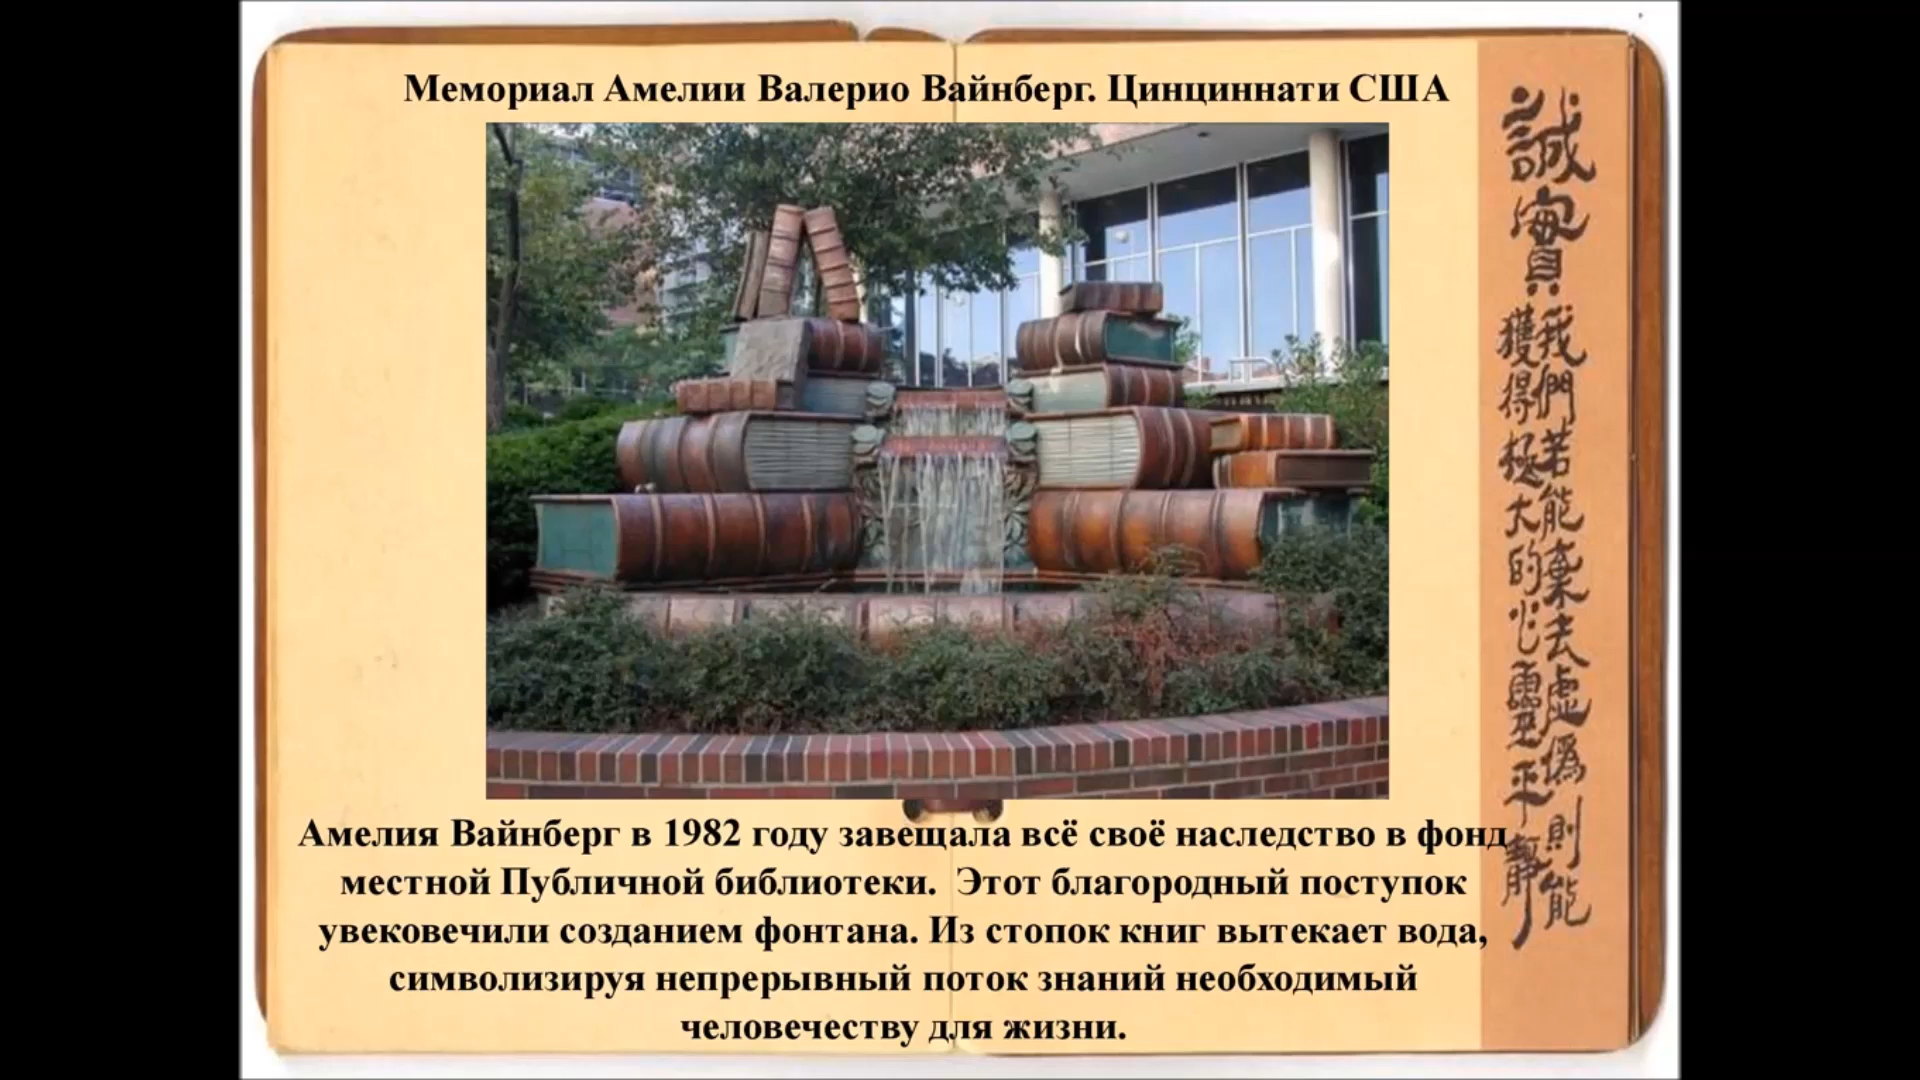 Мемориал Амелии Валерио Вайнберг. Цинциннати США
誠實
我們若能棄去虛偽則能
獲得極大的心靈平靜
Амелия Вайнберг в 1982 году завещала всё своё наследство в фонд
местной Публичной библиотеки. Этот благородный поступок
увековечили созданием фонтана. Из стопок книг вытекает вода,
символизируя непрерывный поток знаний необходимый
человечеству для жизни.